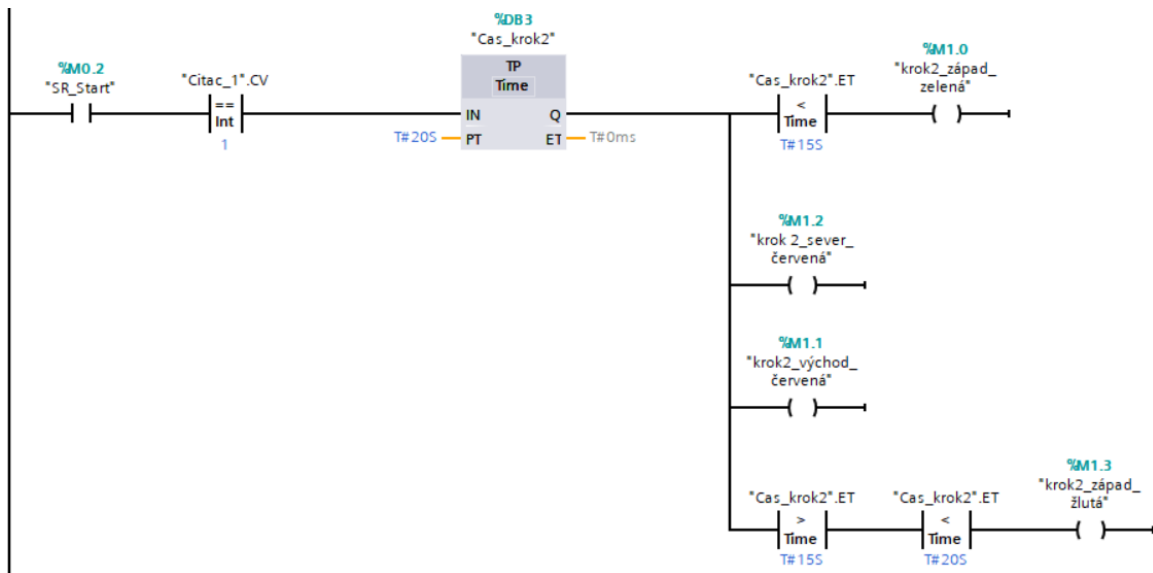 %DB3
"Cas_krok2"
%M0.2
"SR_Start"
"Citac_1".CV
==
Int
1
TP
Time
IN
Q
T#20S
PT
ET
T#0ms
"Cas_krok2".ET
<
Time
T#15S
%M1.0
"krok2_západ_
zelená"
%M1.2
"krok 2_sever_
červená"
%M1.1
"krok2_východ_
červená"
"Cas_krok2".ET
>
Time
T#15S
"Cas_krok2".ET
<
Time
T#20S
%M1.3
"krok2_západ_
žlutá"